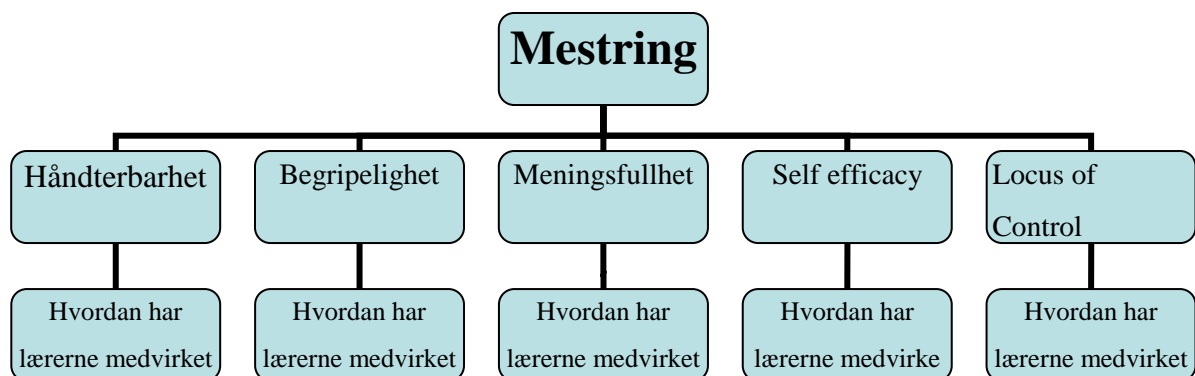 Mestring
Håndterbarhet
Begripelighet
Meningsfullhet
Self efficacy
Locus of
Control
Hvordan har
lærerne medvirket
Hvordan har
lærerne medvirket
Hvordan har
lærerne medvirket
Hvordan har
lærerne medvirke
Hvordan har
lærerne medvirket